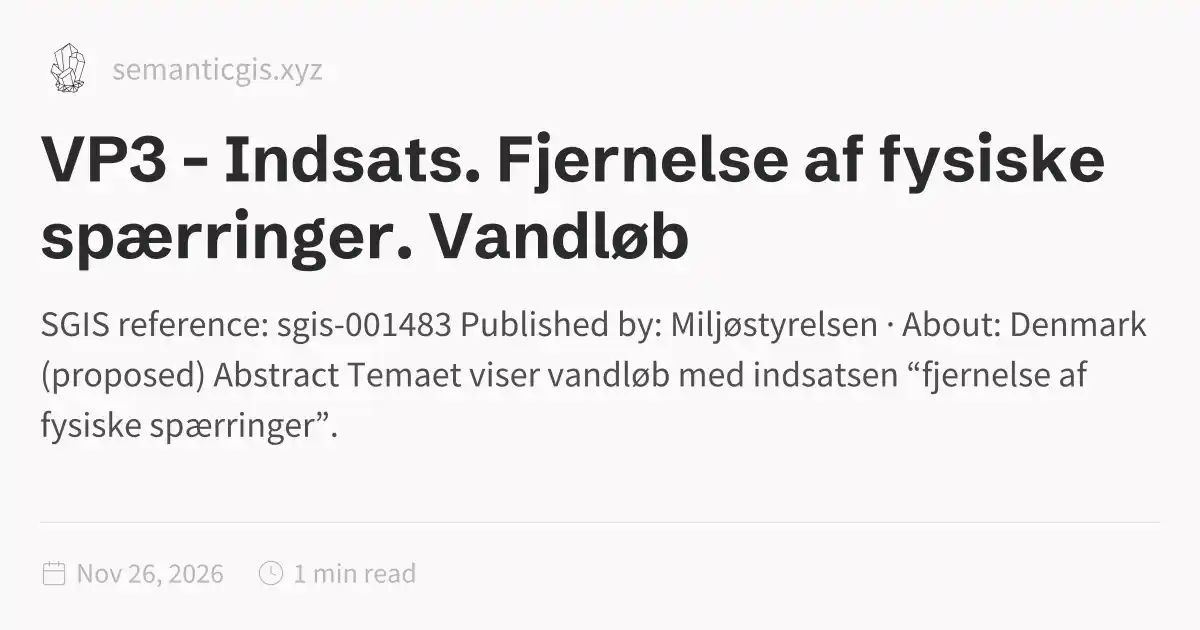 semanticgis.xyz
VP3 - Indsats. Fjernelse af fysiske
spærringer. Vandløb
SGIS reference: sgis-001483 Published by: Miljøstyrelsen · About: Denmark
(proposed) Abstract Temaet viser vandløb med indsatsen “fjernelse af
fysiske spærringer”.
Nov 26, 2026 1 min read